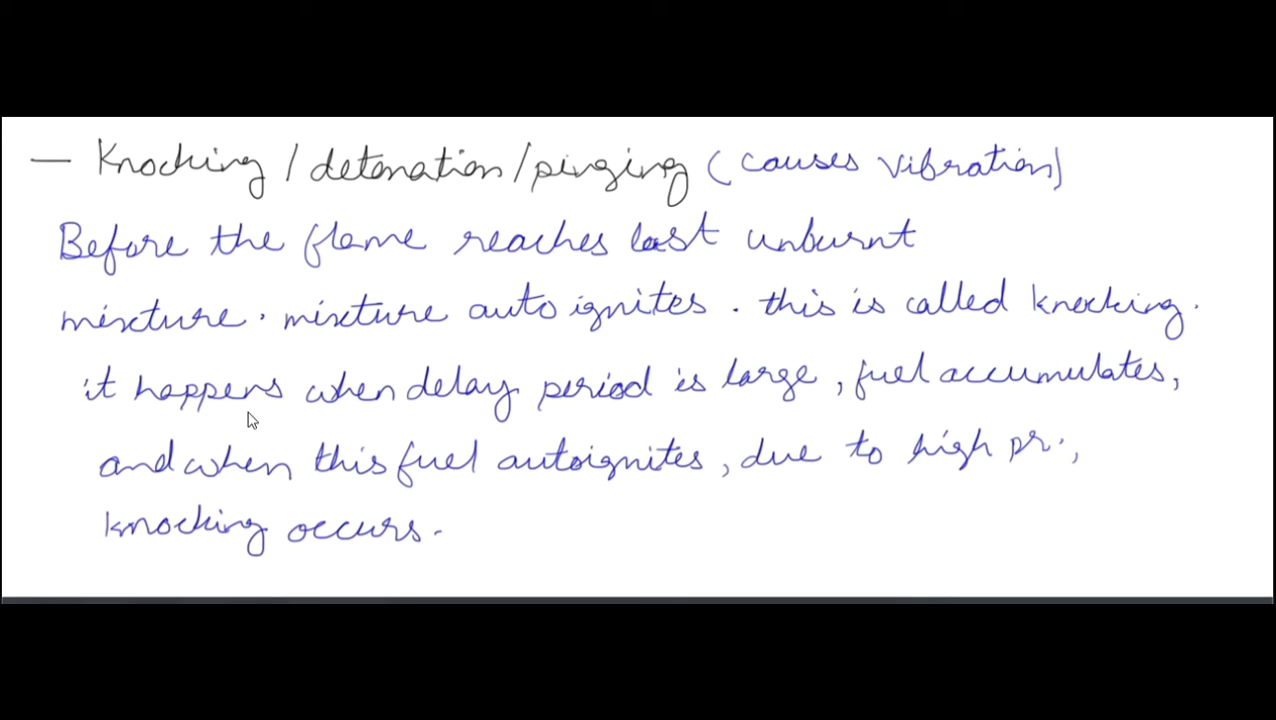 — Knocking / detonation / pinging (causes vibration)
Before the flame reaches last unburnt
mixture. mixture auto ignites. this is called knocking.
it happens when delay period is large, fuel accumulates,
and when this fuel autoignites, due to high pr.,
knocking occurs.